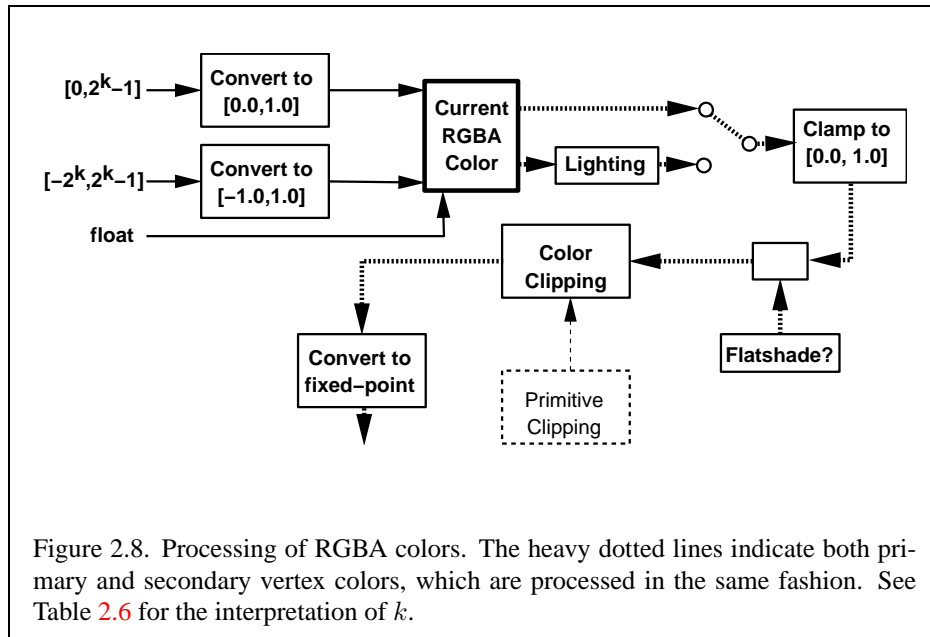 [0,2^k−1]
Convert to
[0.0,1.0]
Current
RGBA
Color
Clamp to
[0.0, 1.0]
[−2^k,2^k−1]
Convert to
[−1.0,1.0]
Lighting
float
Color
Clipping
Flatshade?
Convert to
fixed−point
Primitive
Clipping
Figure 2.8. Processing of RGBA colors. The heavy dotted lines indicate both pri-
mary and secondary vertex colors, which are processed in the same fashion. See
Table 2.6 for the interpretation of k.